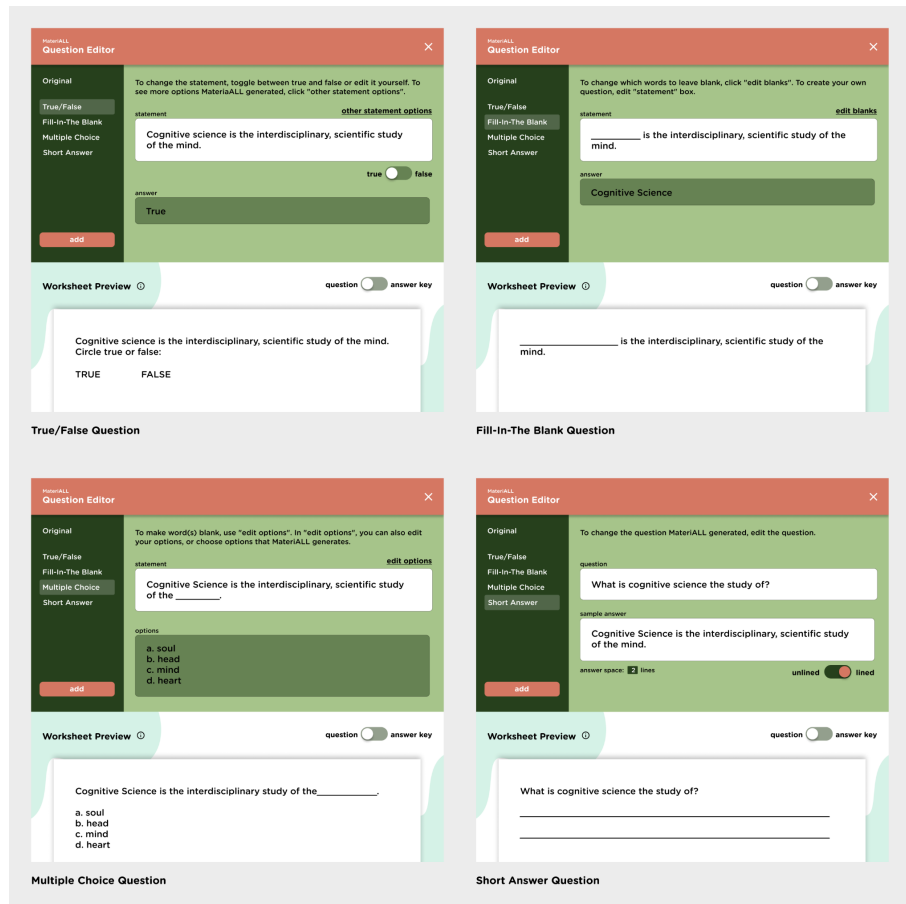 MateriALL
Question Editor
Original
True/False
Fill-In-The Blank
Multiple Choice
Short Answer
add
To change the statement, toggle between true and false or edit it yourself. To
see more options MateriaALL generated, click "other statement options".
statement
other statement options
Cognitive science is the interdisciplinary, scientific study
of the mind.
true false
answer
True
Worksheet Preview
question answer key
Cognitive science is the interdisciplinary, scientific study of the mind.
Circle true or false:
TRUE FALSE
True/False Question
MateriALL
Question Editor
Original
True/False
Fill-In-The Blank
Multiple Choice
Short Answer
add
To change which words to leave blank, click "edit blanks". To create your own
question, edit "statement" box.
statement
edit blanks
__________ is the interdisciplinary, scientific study of the
mind.
answer
Cognitive Science
Worksheet Preview
question answer key
____________________ is the interdisciplinary, scientific study of the
mind.
Fill-In-The Blank Question
MateriALL
Question Editor
Original
True/False
Fill-In-The Blank
Multiple Choice
Short Answer
add
To make word(s) blank, use "edit options". In "edit options", you can also edit
your options, or choose options that MateriALL generates.
statement
edit options
Cognitive Science is the interdisciplinary, scientific study
of the _________.
options
a. soul
b. head
c. mind
d. heart
Worksheet Preview
question answer key
Cognitive Science is the interdisciplinary study of the____________.
a. soul
b. head
c. mind
d. heart
Multiple Choice Question
MateriALL
Question Editor
Original
True/False
Fill-In-The Blank
Multiple Choice
Short Answer
add
To change the question MateriALL generated, edit the question.
question
What is cognitive science the study of?
sample answer
Cognitive Science is the interdisciplinary, scientific study
of the mind.
answer space: 2 lines
unlined lined
Worksheet Preview
question answer key
What is cognitive science the study of?
Short Answer Question